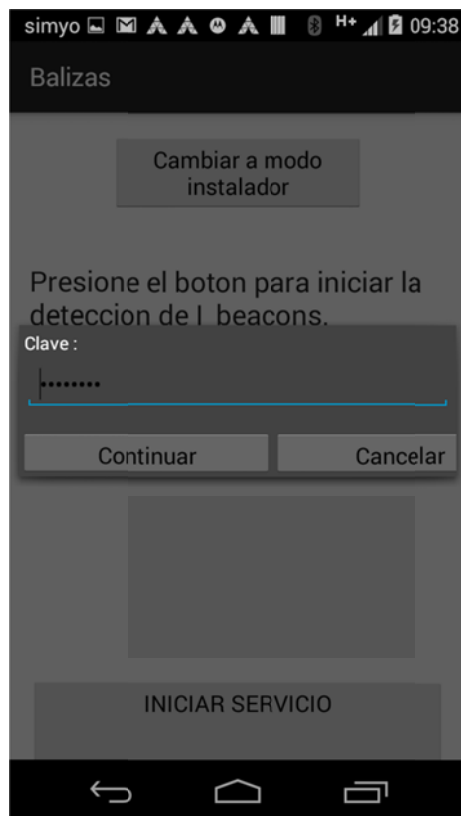 simyo H+ 09:38
Balizas
Cambiar a modo
instalador
Presione el boton para iniciar la
deteccion de I beacons.
Clave :
••••••••
Continuar Cancelar
INICIAR SERVICIO